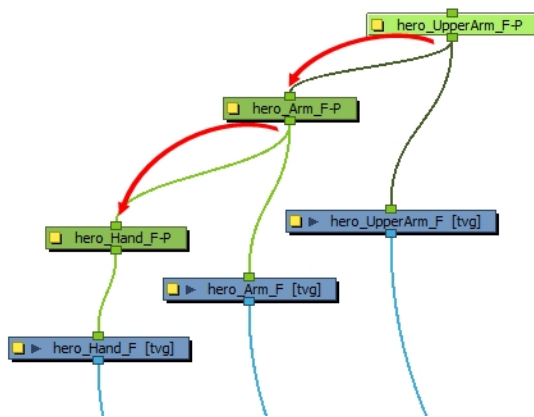 hero_UpperArm_F-P
hero_Arm_F-P
hero_UpperArm_F [tvg]
hero_Hand_F-P
hero_Arm_F [tvg]
hero_Hand_F [tvg]